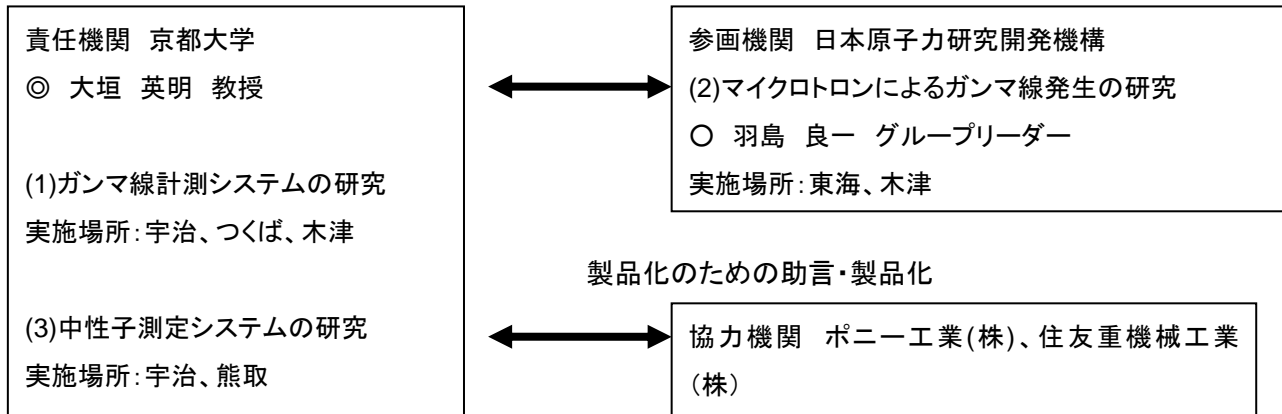 責任機関 京都大学
◎ 大垣 英明 教授
(1)ガンマ線計測システムの研究
実施場所：宇治、つくば、木津
(3)中性子測定システムの研究
実施場所：宇治、熊取
参画機関 日本原子力研究開発機構
(2)マイクロトロンによるガンマ線発生の研究
○ 羽島 良一 グループリーダー
実施場所：東海、木津
製品化のための助言・製品化
協力機関 ポニー工業(株)、住友重機械工業
（株）